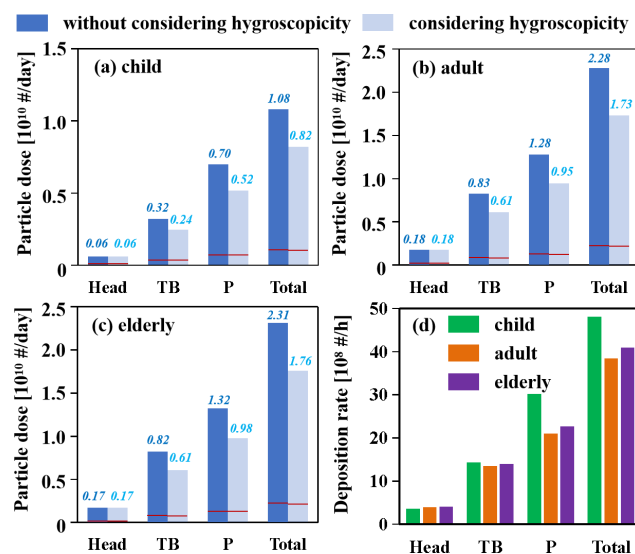 without considering hygroscopicity considering hygroscopicity
(a) child
Particle dose [10¹⁰ #/day]
1.5
1.0
0.5
0
0.06 0.06
0.32 0.24
0.70 0.52
1.08 0.82
Head TB P Total
(b) adult
Particle dose [10¹⁰ #/day]
2.5
2.0
1.5
1.0
0.5
0
0.18 0.18
0.83 0.61
1.28 0.95
2.28 1.73
Head TB P Total
(c) elderly
Particle dose [10¹⁰ #/day]
2.5
2.0
1.5
1.0
0.5
0.0
0.17 0.17
0.82 0.61
1.32 0.98
2.31 1.76
Head TB P Total
(d)
child
adult
elderly
Deposition rate [10⁸ #/h]
50
40
30
20
10
0
Head TB P Total